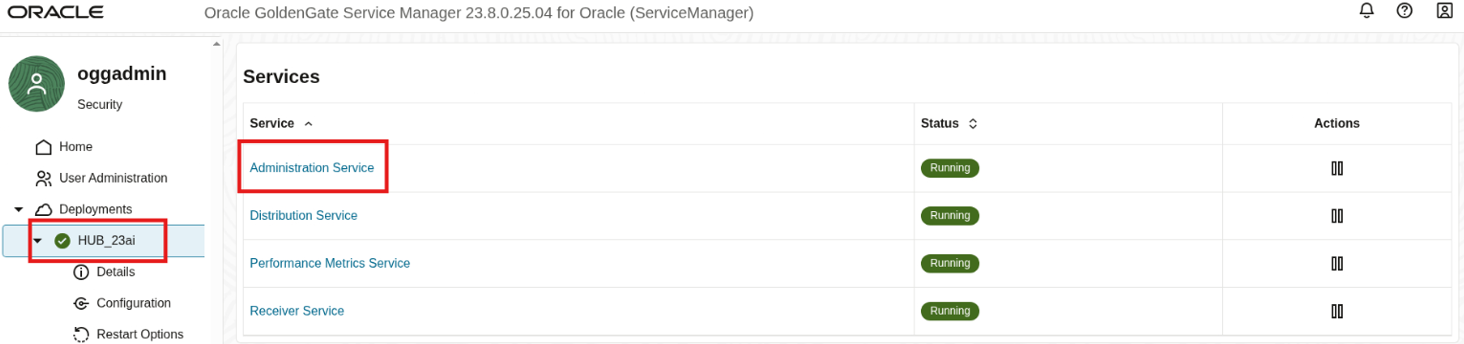 ORACLE
Oracle GoldenGate Service Manager 23.8.0.25.04 for Oracle (ServiceManager)
oggadmin
Security
Home
User Administration
Deployments
HUB_23ai
Details
Configuration
Restart Options
Services
Service Status Actions
Administration Service Running
Distribution Service Running
Performance Metrics Service Running
Receiver Service Running